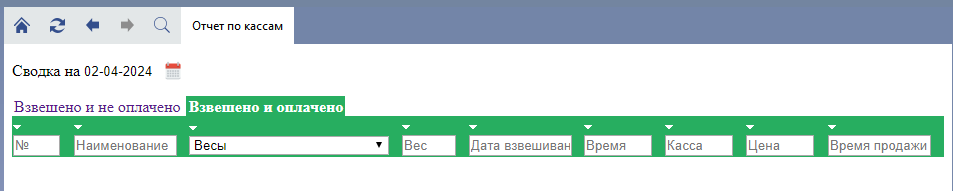 Отчет по кассам
Сводка на 02-04-2024
Взвешено и не оплачено Взвешено и оплачено
№ Наименование Весы Вес Дата взвешиван Время Касса Цена Время продажи